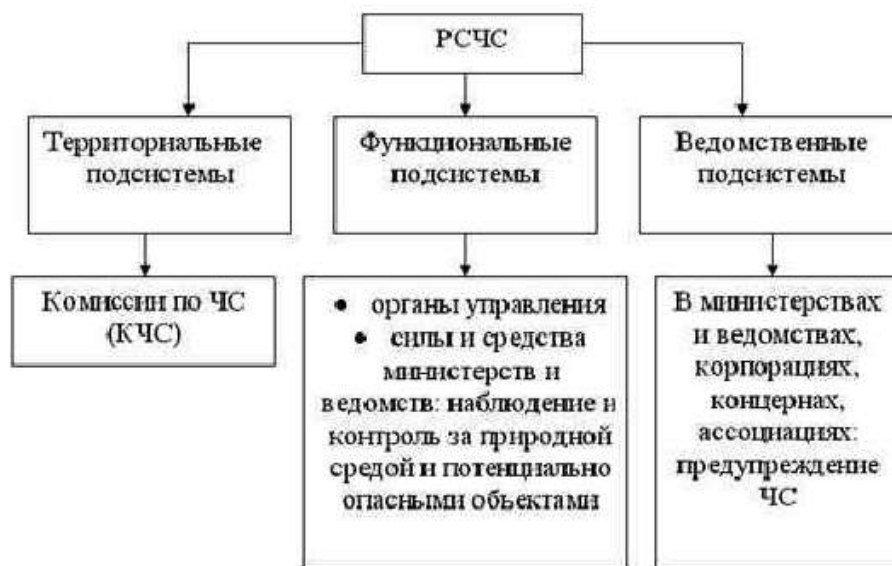 РСЧС
Территориальные
подсистемы
Функциональные
подсистемы
Ведомственные
подсистемы
Комиссии по ЧС
(КЧС)
● органы управления
● силы и средства
министерств и
ведомств: наблюдение и
контроль за природной
средой и потенциально
опасными обьектами
В министерствах
и ведомствах,
корпорациях,
концернах,
ассоциациях:
предупреждение
ЧС